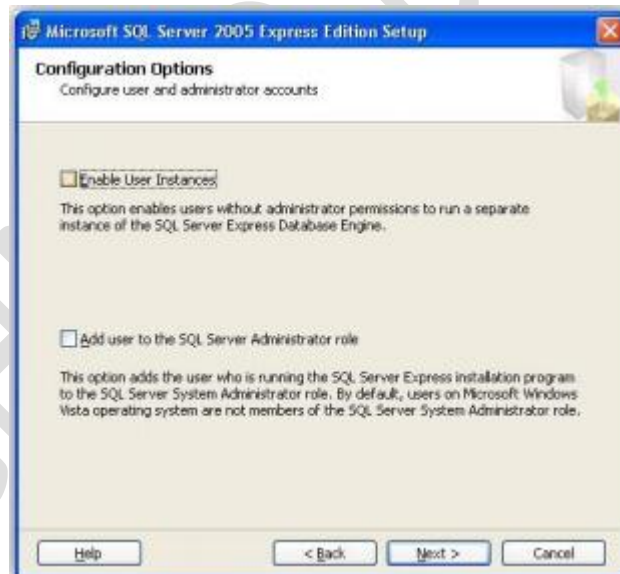 Microsoft SQL Server 2005 Express Edition Setup
Configuration Options
Configure user and administrator accounts
Enable User Instances
This option enables users without administrator permissions to run a separate
instance of the SQL Server Express Database Engine.
Add user to the SQL Server Administrator role
This option adds the user who is running the SQL Server Express installation program
to the SQL Server System Administrator role. By default, users on Microsoft Windows
Vista operating system are not members of the SQL Server System Administrator role.
Help
< Back
Next >
Cancel